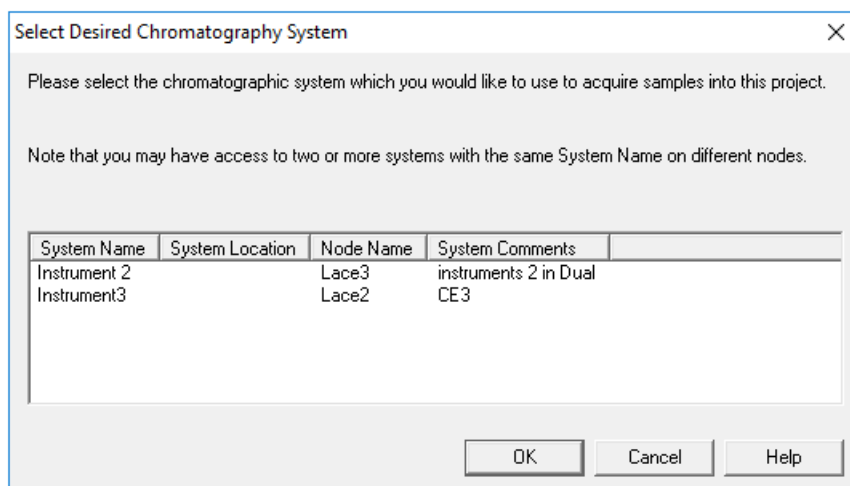 Select Desired Chromatography System
Please select the chromatographic system which you would like to use to acquire samples into this project.
Note that you may have access to two or more systems with the same System Name on different nodes.
System Name System Location Node Name System Comments
Instrument 2 Lace3 instruments 2 in Dual
Instrument3 Lace2 CE3
OK Cancel Help